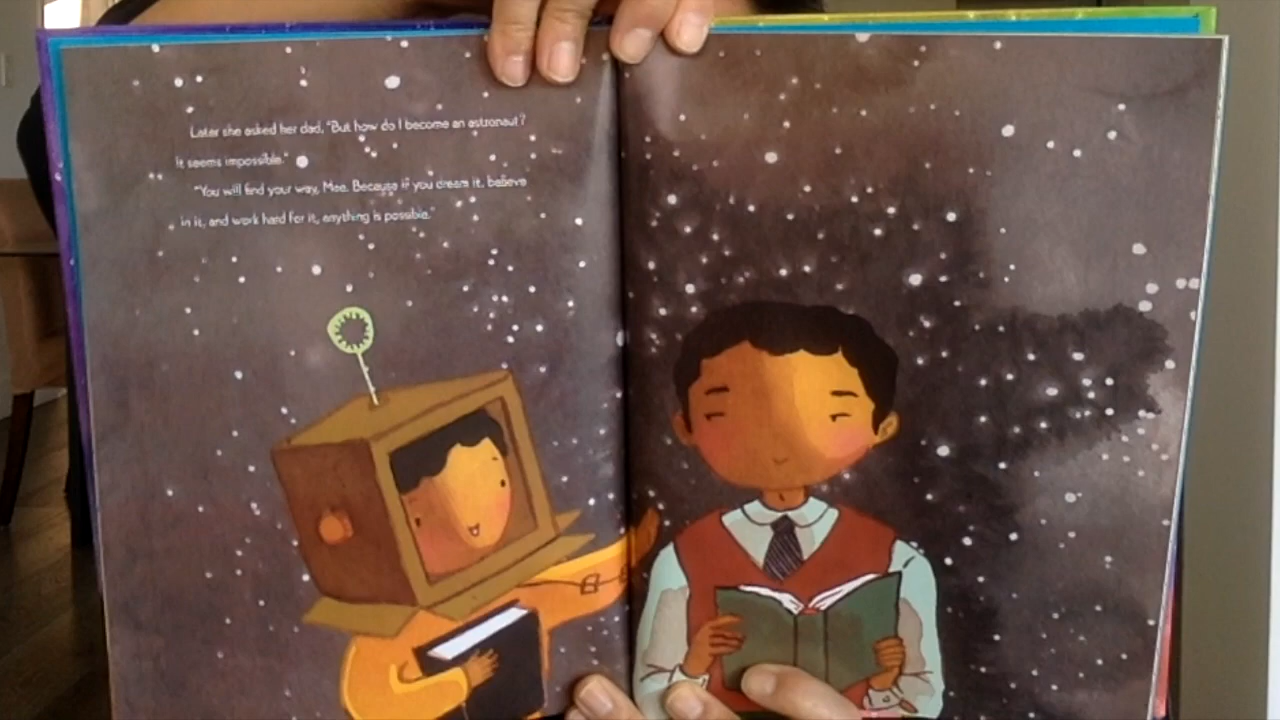 Later she asked her dad, "But how do I become an astronaut?
It seems impossible."
"You will find your way, Mae. Because if you dream it, believe
in it, and work hard for it, anything is possible."